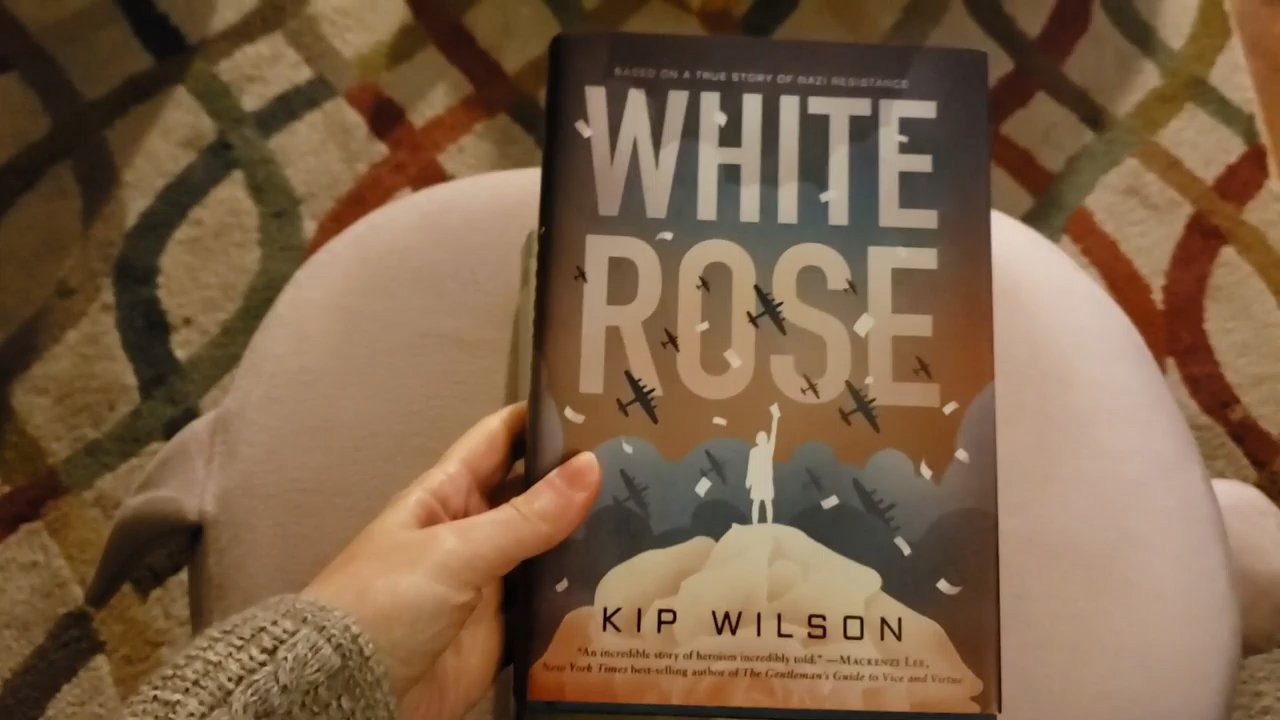 BASED ON A TRUE STORY OF NAZI RESISTANCE
WHITE
ROSE
KIP WILSON
"An incredible story of heroism incredibly told." —MACKENZI LEE,
New York Times best-selling author of The Gentleman's Guide to Vice and Virtue